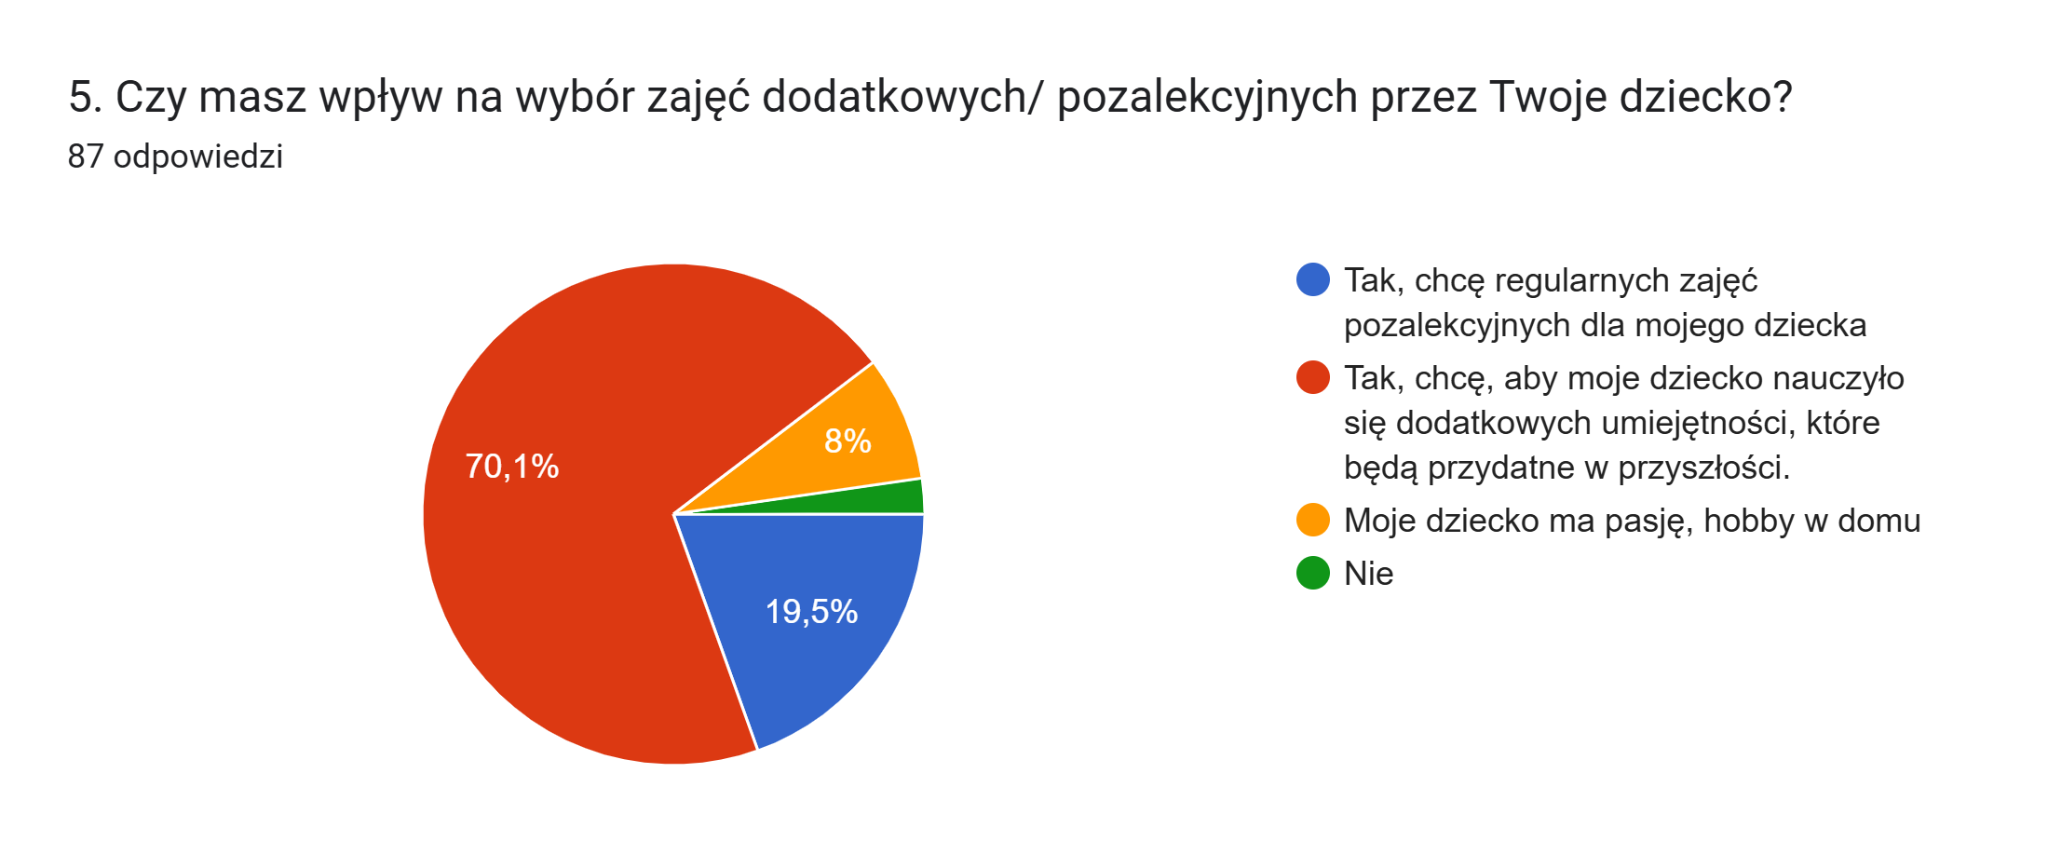 5. Czy masz wpływ na wybór zajęć dodatkowych/ pozalekcyjnych przez Twoje dziecko?
87 odpowiedzi
70,1%
8%
19,5%
Tak, chcę regularnych zajęć
pozalekcyjnych dla mojego dziecka
Tak, chcę, aby moje dziecko nauczyło
się dodatkowych umiejętności, które
będą przydatne w przyszłości.
Moje dziecko ma pasję, hobby w domu
Nie